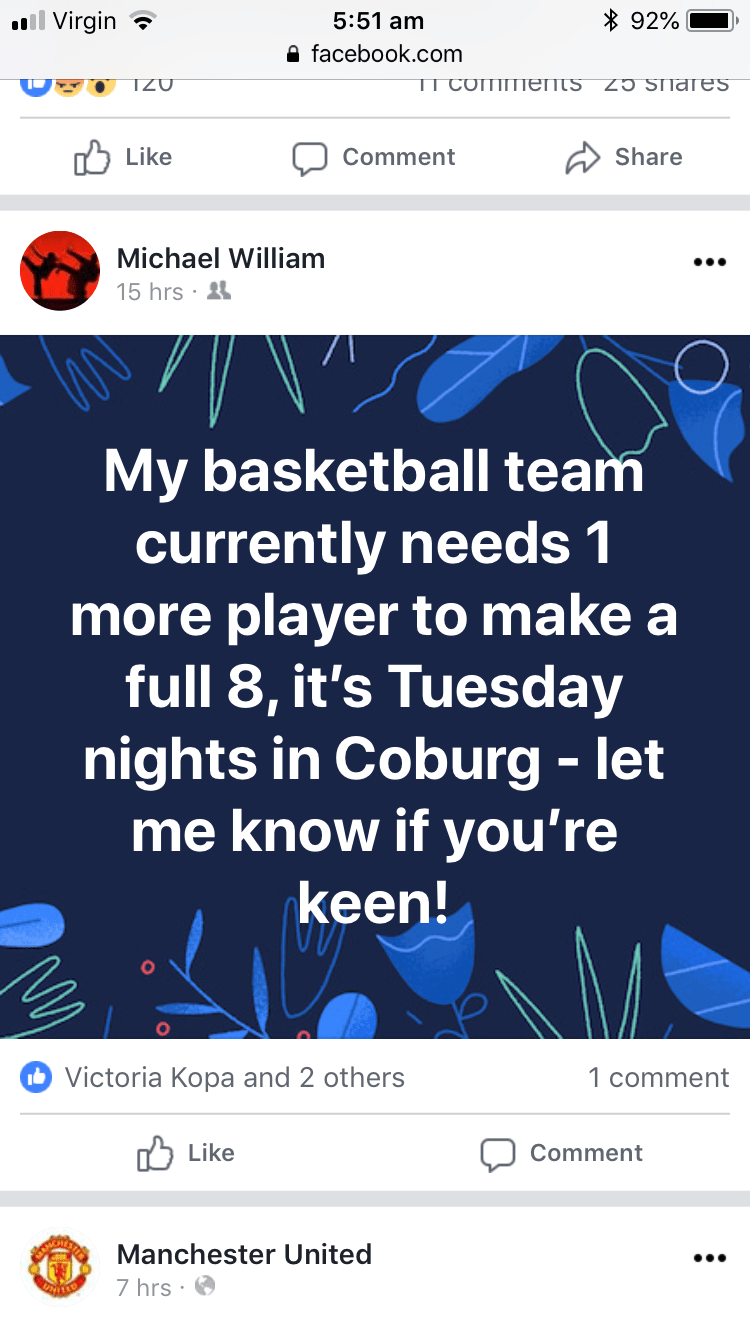 Virgin 5:51 am 92%
facebook.com
120 11 comments 25 shares
Like Comment Share
Michael William
15 hrs ·
My basketball team
currently needs 1
more player to make a
full 8, it’s Tuesday
nights in Coburg - let
me know if you’re
keen!
Victoria Kopa and 2 others 1 comment
Like Comment
MANCHESTER
UNITED
Manchester United
7 hrs ·